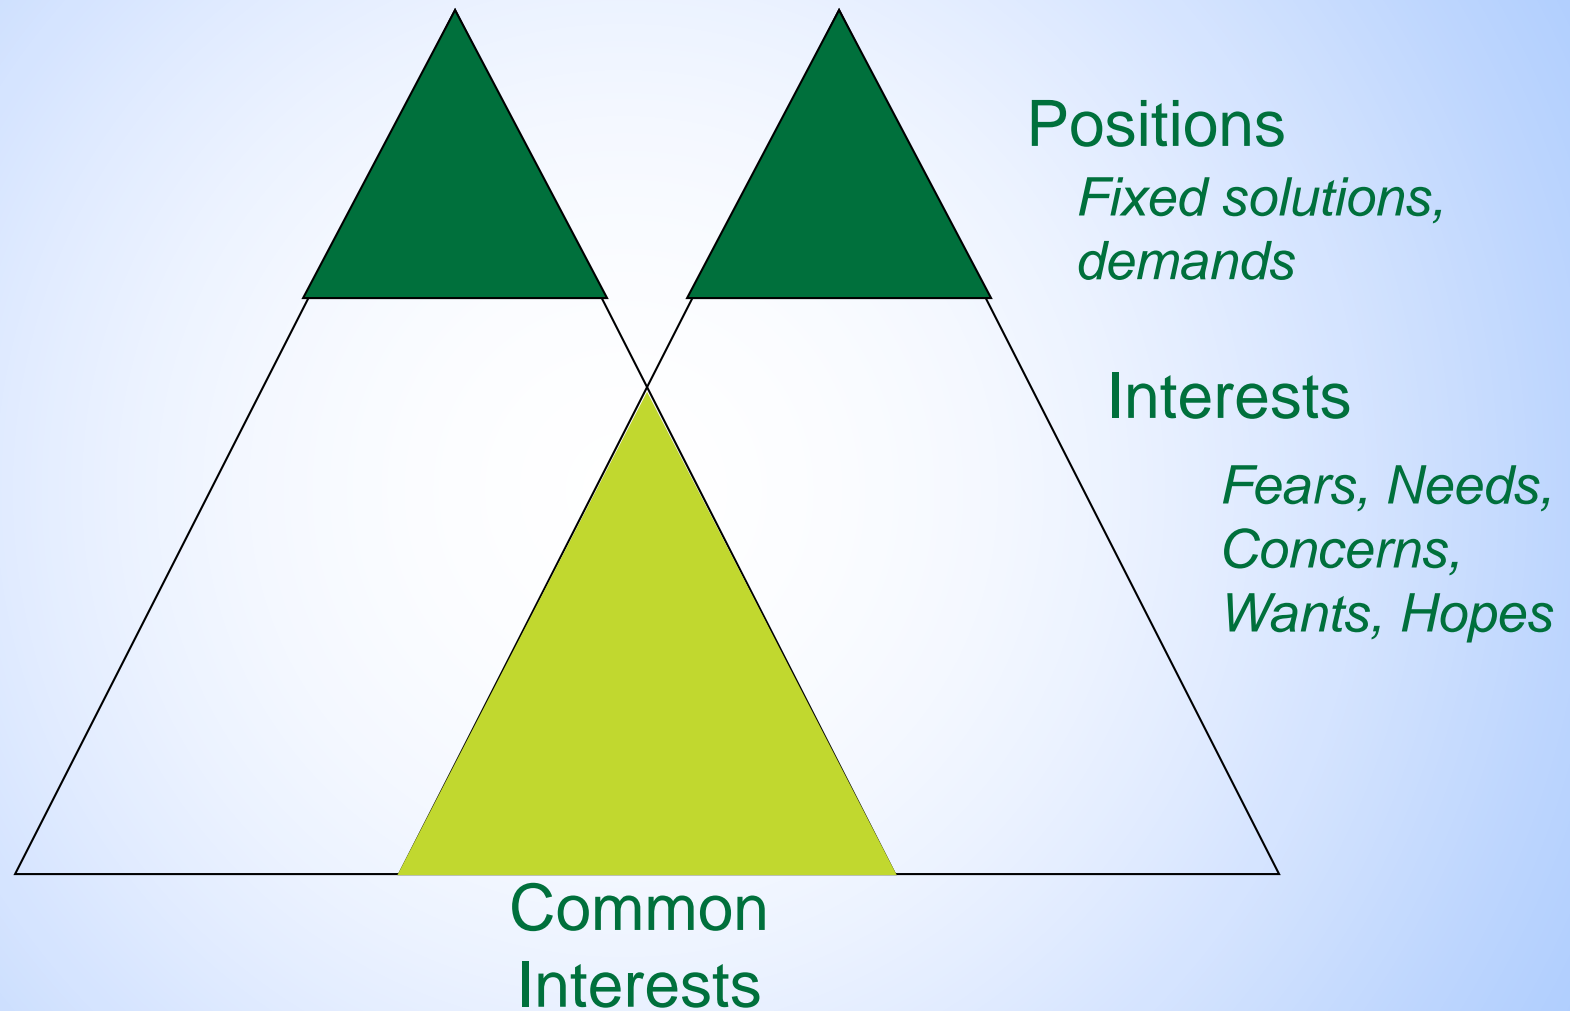 Positions
Fixed solutions,
demands
Interests
Fears, Needs,
Concerns,
Wants, Hopes
Common
Interests